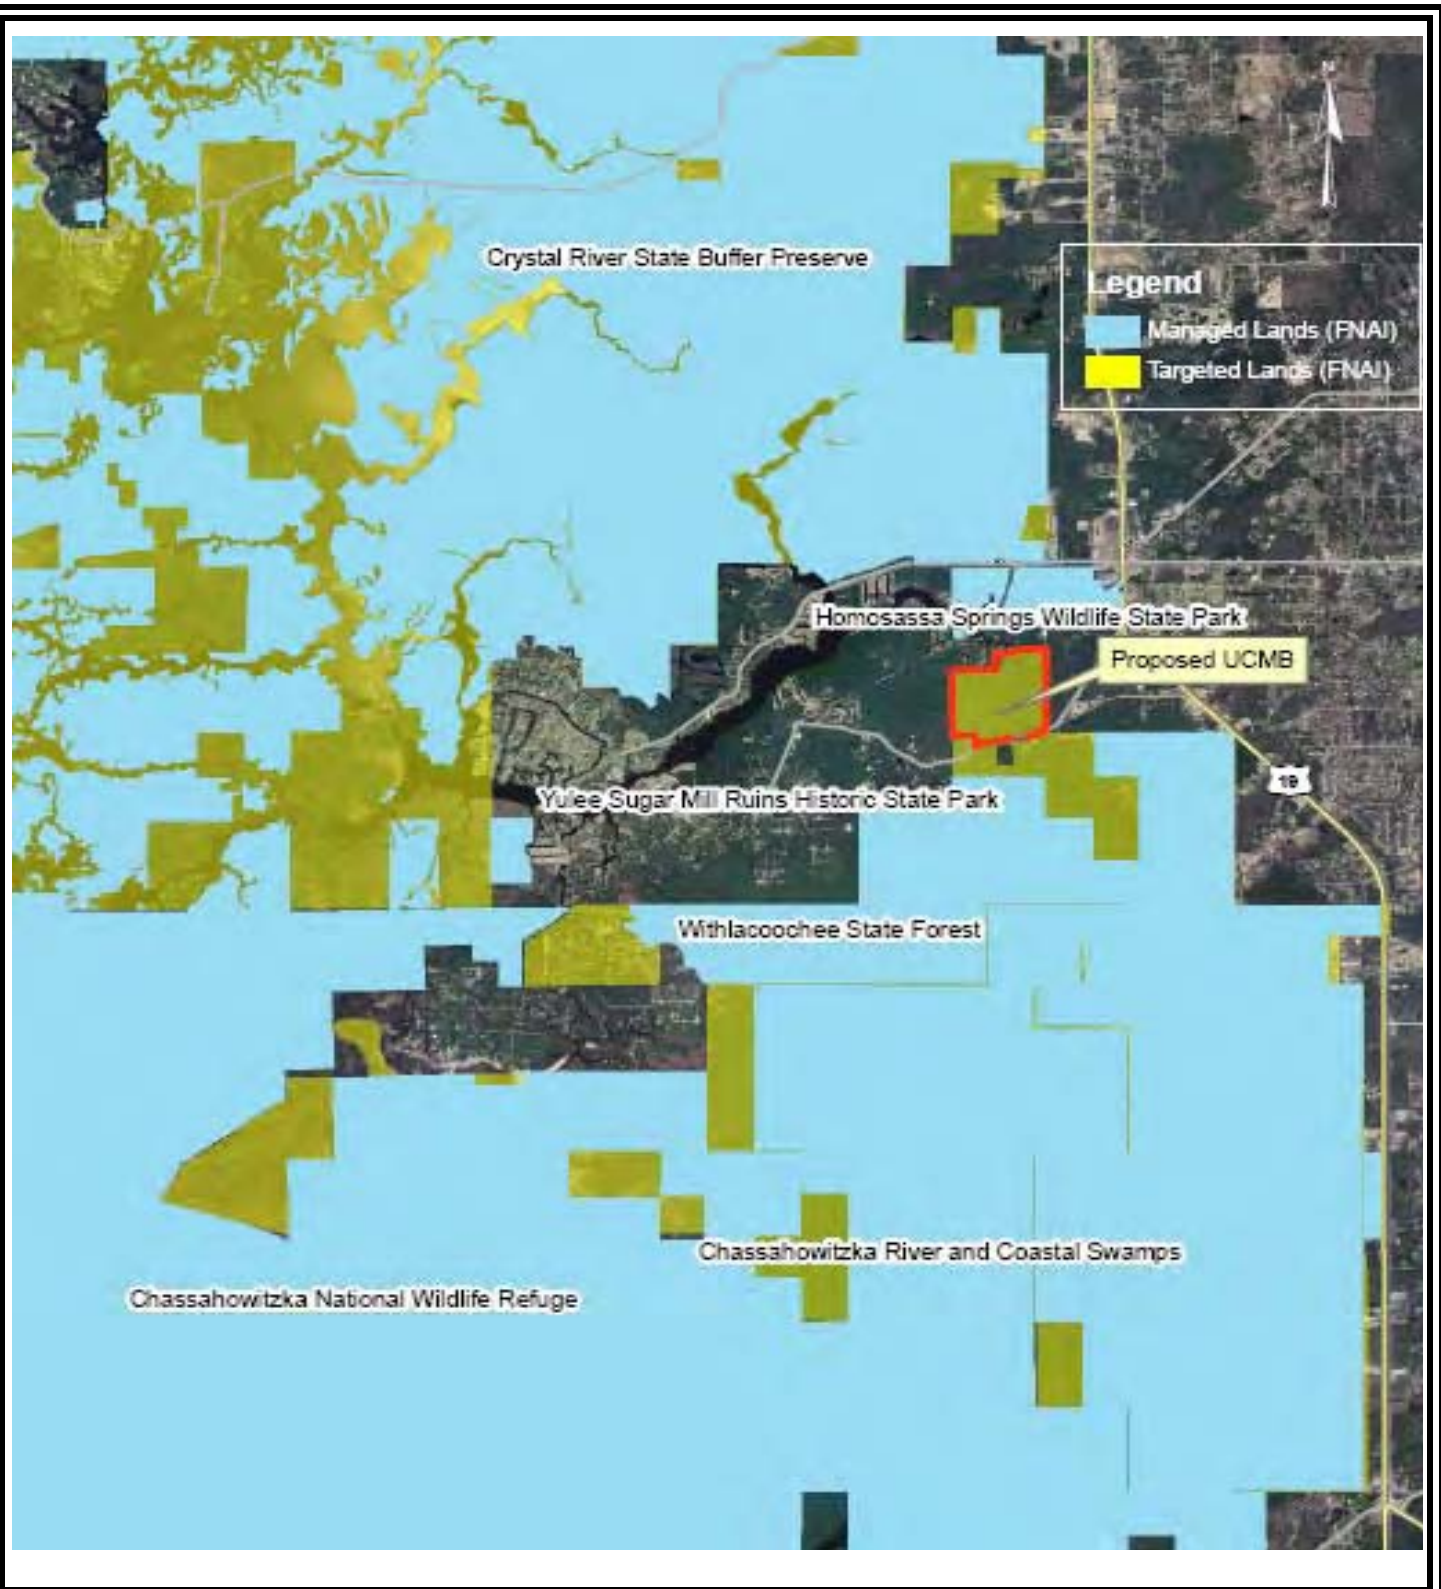 N
Crystal River State Buffer Preserve
Legend
Managed Lands (FNAI)
Targeted Lands (FNAI)
Homosassa Springs Wildlife State Park
Proposed UCMB
19
Yulee Sugar Mill Ruins Historic State Park
Withlacoochee State Forest
Chassahowitzka River and Coastal Swamps
Chassahowitzka National Wildlife Refuge